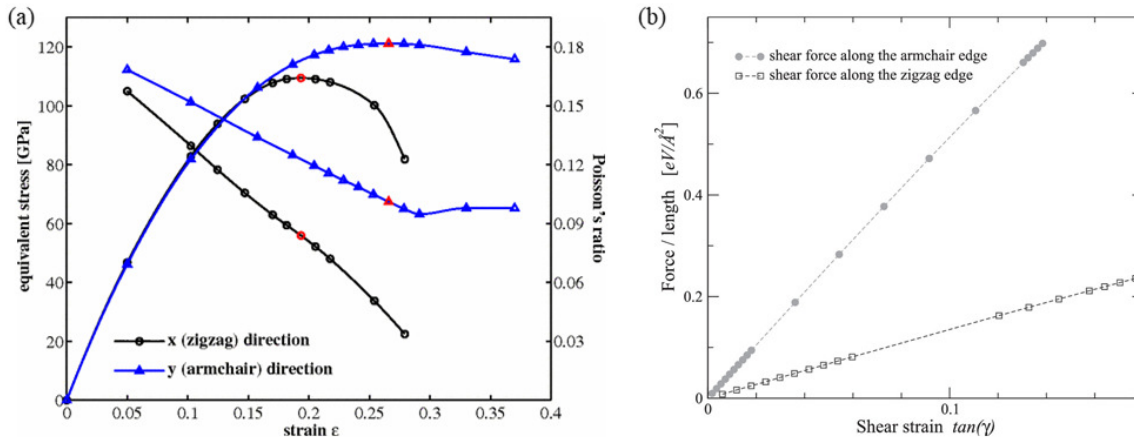 (a)
120
100
80
60
40
20
0
equivalent stress [GPa]
0
0.05
0.1
0.15
0.2
0.25
0.3
0.35
0.4
strain ε
0.18
0.15
0.12
0.09
0.06
0.03
Poisson's ratio
x (zigzag) direction
y (armchair) direction
(b)
shear force along the armchair edge
shear force along the zigzag edge
0.6
0.4
0.2
0
Force / length [eV/Å²]
0
0.1
Shear strain tan(γ)